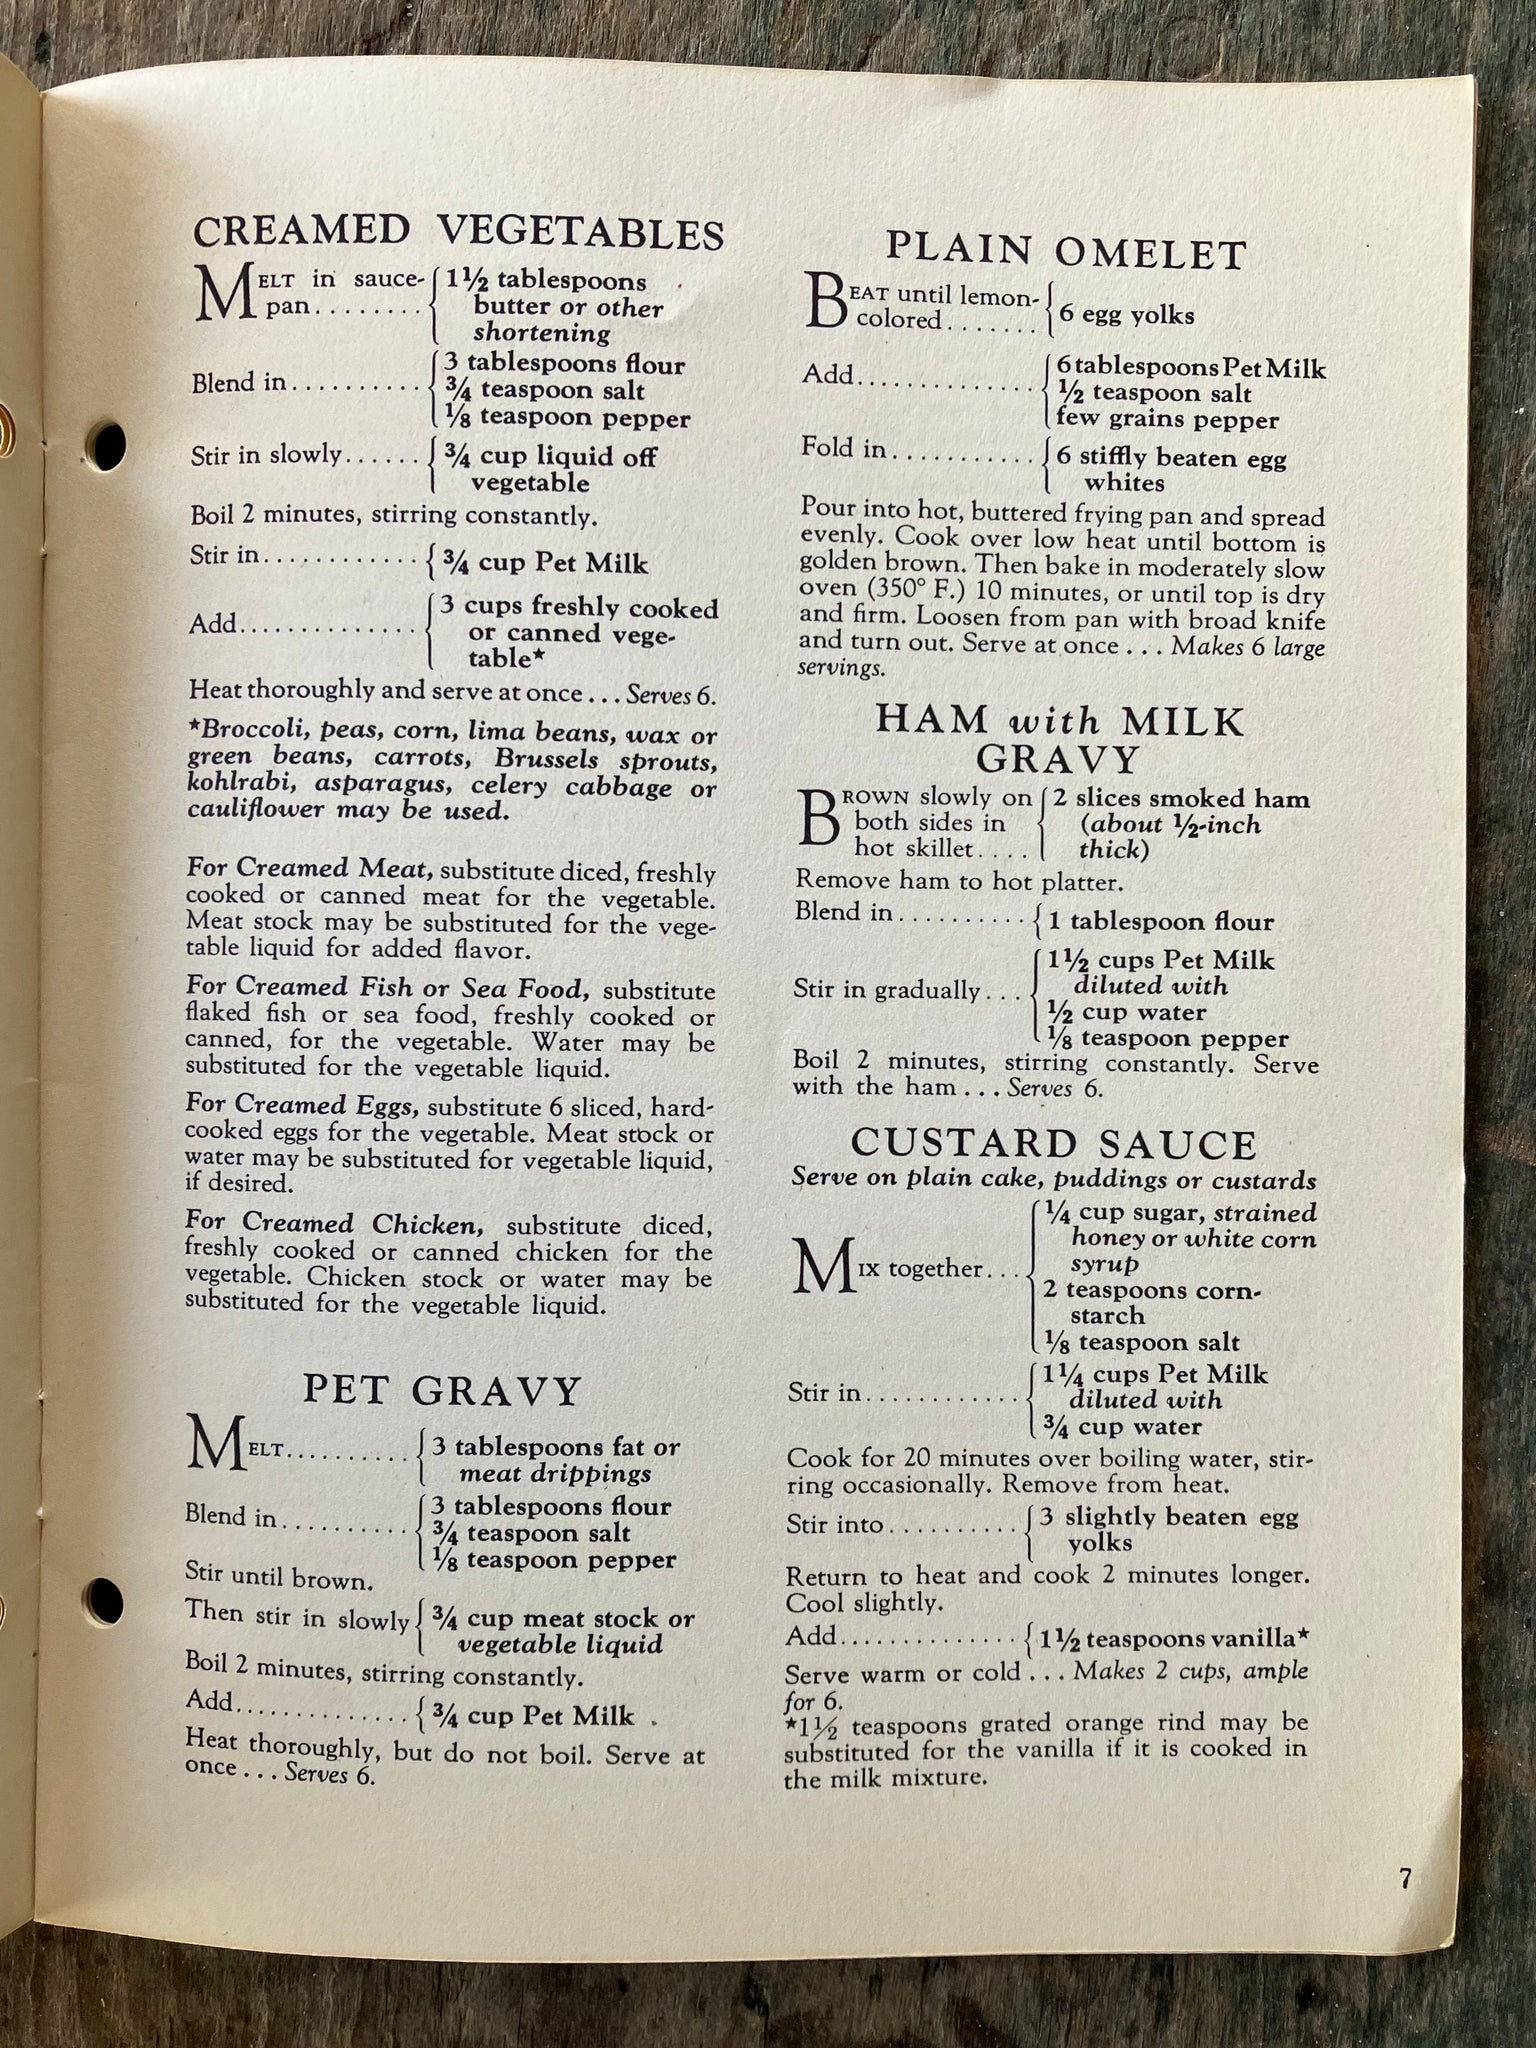 CREAMED VEGETABLES
MELT in sauce- { 1½ tablespoons
pan........ butter or other
shortening
Blend in.......... { 3 tablespoons flour
¾ teaspoon salt
⅛ teaspoon pepper
Stir in slowly...... { ¾ cup liquid off
vegetable
Boil 2 minutes, stirring constantly.
Stir in............ { ¾ cup Pet Milk
Add.............. { 3 cups freshly cooked
or canned vege-
table*
Heat thoroughly and serve at once ... Serves 6.
*Broccoli, peas, corn, lima beans, wax or
green beans, carrots, Brussels sprouts,
kohlrabi, asparagus, celery cabbage or
cauliflower may be used.
For Creamed Meat, substitute diced, freshly
cooked or canned meat for the vegetable.
Meat stock may be substituted for the vege-
table liquid for added flavor.
For Creamed Fish or Sea Food, substitute
flaked fish or sea food, freshly cooked or
canned, for the vegetable. Water may be
substituted for the vegetable liquid.
For Creamed Eggs, substitute 6 sliced, hard-
cooked eggs for the vegetable. Meat stock or
water may be substituted for vegetable liquid,
if desired.
For Creamed Chicken, substitute diced,
freshly cooked or canned chicken for the
vegetable. Chicken stock or water may be
substituted for the vegetable liquid.
PET GRAVY
MELT.......... { 3 tablespoons fat or
meat drippings
Blend in.......... { 3 tablespoons flour
¾ teaspoon salt
⅛ teaspoon pepper
Stir until brown.
Then stir in slowly { ¾ cup meat stock or
vegetable liquid
Boil 2 minutes, stirring constantly.
Add.............. { ¾ cup Pet Milk
Heat thoroughly, but do not boil. Serve at
once ... Serves 6.
PLAIN OMELET
BEAT until lemon- { 6 egg yolks
colored.......
Add.............. { 6 tablespoons Pet Milk
½ teaspoon salt
few grains pepper
Fold in........... { 6 stiffly beaten egg
whites
Pour into hot, buttered frying pan and spread
evenly. Cook over low heat until bottom is
golden brown. Then bake in moderately slow
oven (350° F.) 10 minutes, or until top is dry
and firm. Loosen from pan with broad knife
and turn out. Serve at once ... Makes 6 large
servings.
HAM with MILK
GRAVY
BROWN slowly on { 2 slices smoked ham
both sides in (about ½-inch
hot skillet.... thick)
Remove ham to hot platter.
Blend in.......... { 1 tablespoon flour
Stir in gradually... { 1½ cups Pet Milk
diluted with
½ cup water
⅛ teaspoon pepper
Boil 2 minutes, stirring constantly. Serve
with the ham ... Serves 6.
CUSTARD SAUCE
Serve on plain cake, puddings or custards
MIX together... { ¼ cup sugar, strained
honey or white corn
syrup
2 teaspoons corn-
starch
⅛ teaspoon salt
Stir in............ { 1¼ cups Pet Milk
diluted with
¾ cup water
Cook for 20 minutes over boiling water, stir-
ring occasionally. Remove from heat.
Stir into.......... { 3 slightly beaten egg
yolks
Return to heat and cook 2 minutes longer.
Cool slightly.
Add.............. { 1½ teaspoons vanilla*
Serve warm or cold ... Makes 2 cups, ample
for 6.
*1½ teaspoons grated orange rind may be
substituted for the vanilla if it is cooked in
the milk mixture.
7